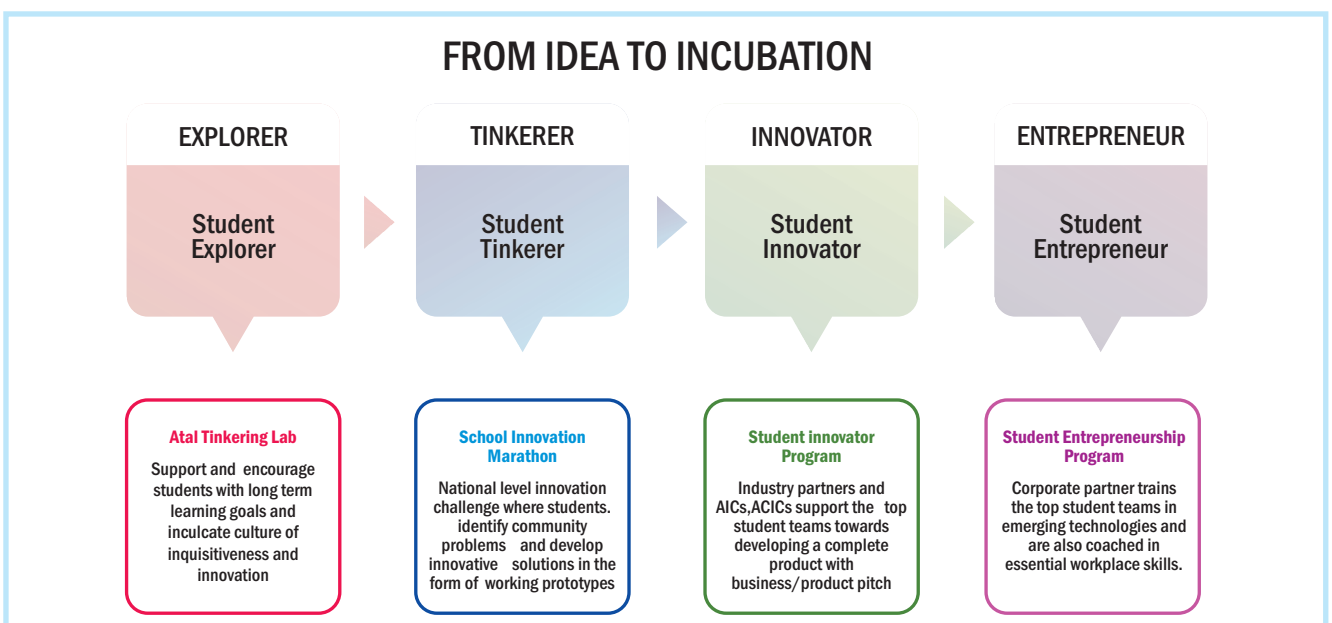 FROM IDEA TO INCUBATION
EXPLORER
Student
Explorer
TINKERER
Student
Tinkerer
INNOVATOR
Student
Innovator
ENTREPRENEUR
Student
Entrepreneur
Atal Tinkering Lab
Support and encourage
students with long term
learning goals and
inculcate culture of
inquisitiveness and
innovation
School Innovation
Marathon
National level innovation
challenge where students.
identify community
problems and develop
innovative solutions in the
form of working prototypes
Student innovator
Program
Industry partners and
AICs,ACICs support the top
student teams towards
developing a complete
product with
business/product pitch
Student Entrepreneurship
Program
Corporate partner trains
the top student teams in
emerging technologies and
are also coached in
essential workplace skills.